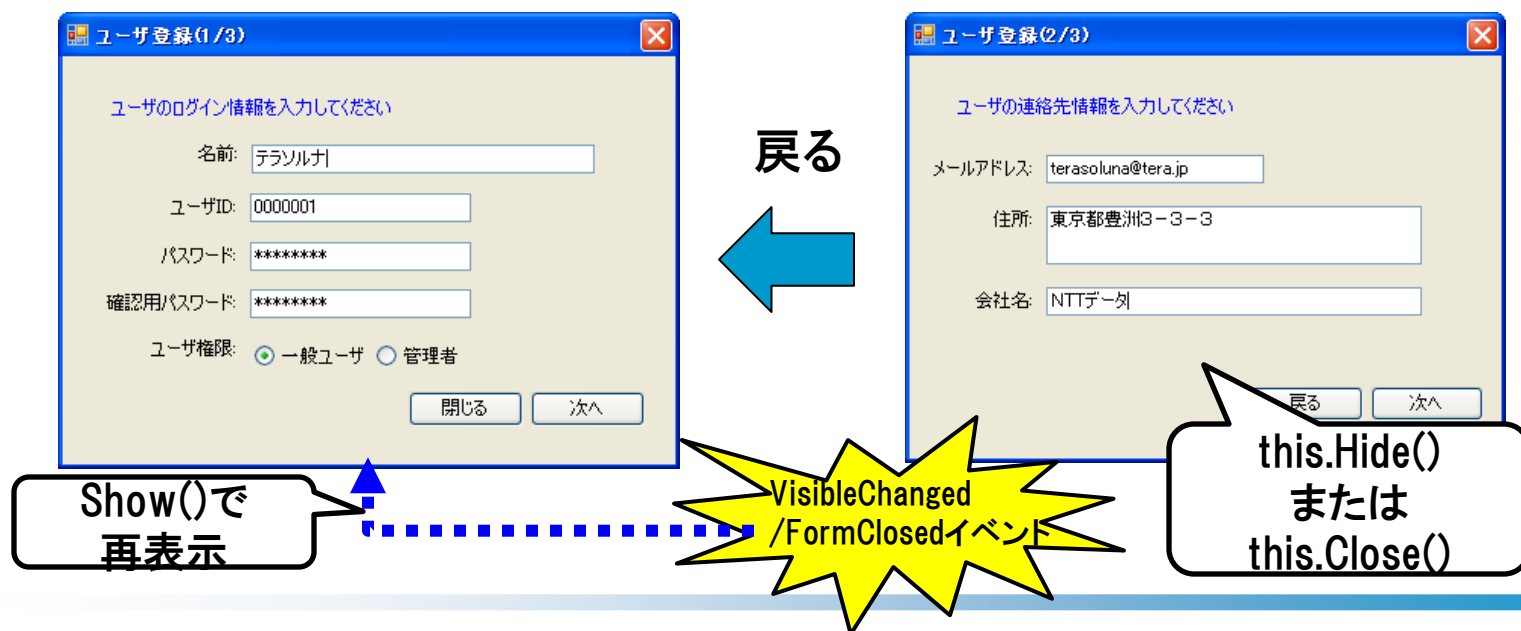 ユーザ登録(1/3)
ユーザのログイン情報を入力してください
名前: テラソルナ
ユーザID: 0000001
パスワード: ********
確認用パスワード: ********
ユーザ権限: 一般ユーザ 管理者
閉じる 次へ
戻る
ユーザ登録(2/3)
ユーザの連絡先情報を入力してください
メールアドレス: terasoluna@tera.jp
住所: 東京都豊洲3-3-3
会社名: NTTデータ
戻る 次へ
Show()で
再表示
VisibleChanged
/FormClosedイベント
this.Hide()
または
this.Close()